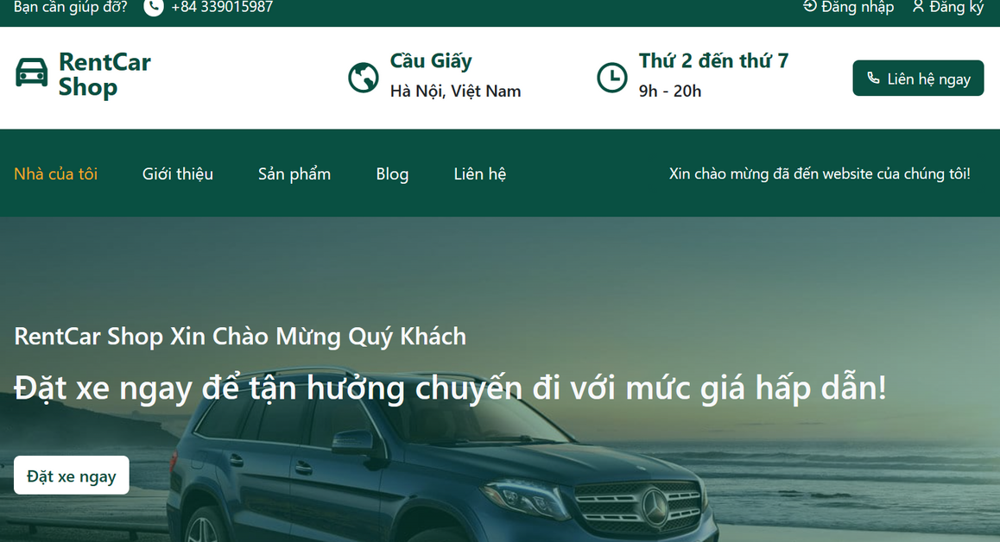 Bạn cần giúp đỡ? +84 339015987 Đăng nhập Đăng ký
RentCar
Shop
Cầu Giấy
Hà Nội, Việt Nam
Thứ 2 đến thứ 7
9h - 20h
Liên hệ ngay
Nhà của tôi Giới thiệu Sản phẩm Blog Liên hệ Xin chào mừng đã đến website của chúng tôi!
RentCar Shop Xin Chào Mừng Quý Khách
Đặt xe ngay để tận hưởng chuyến đi với mức giá hấp dẫn!
Đặt xe ngay